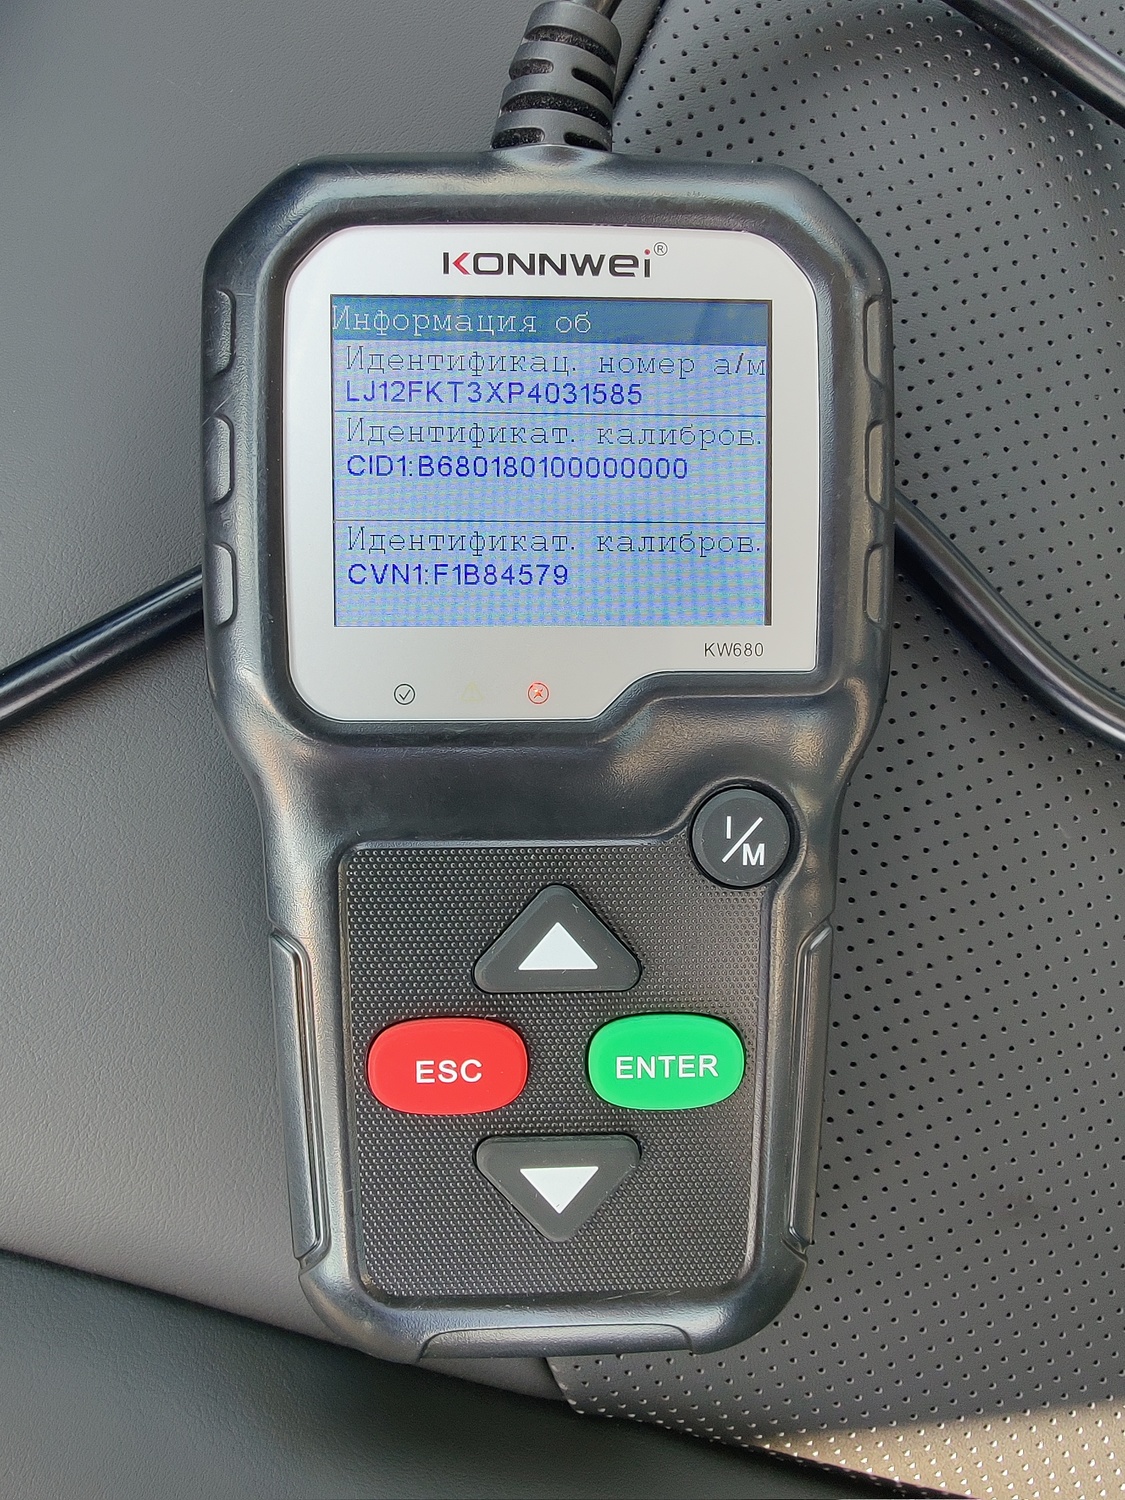 KONNWEI®
Информация об
Идентификац. номер а/м
LJ12FKT3XP4031585
Идентификат. калибров.
CID1:B680180100000000
Идентификат. калибров.
CVN1:F1B84579
KW680
I/M
ESC
ENTER